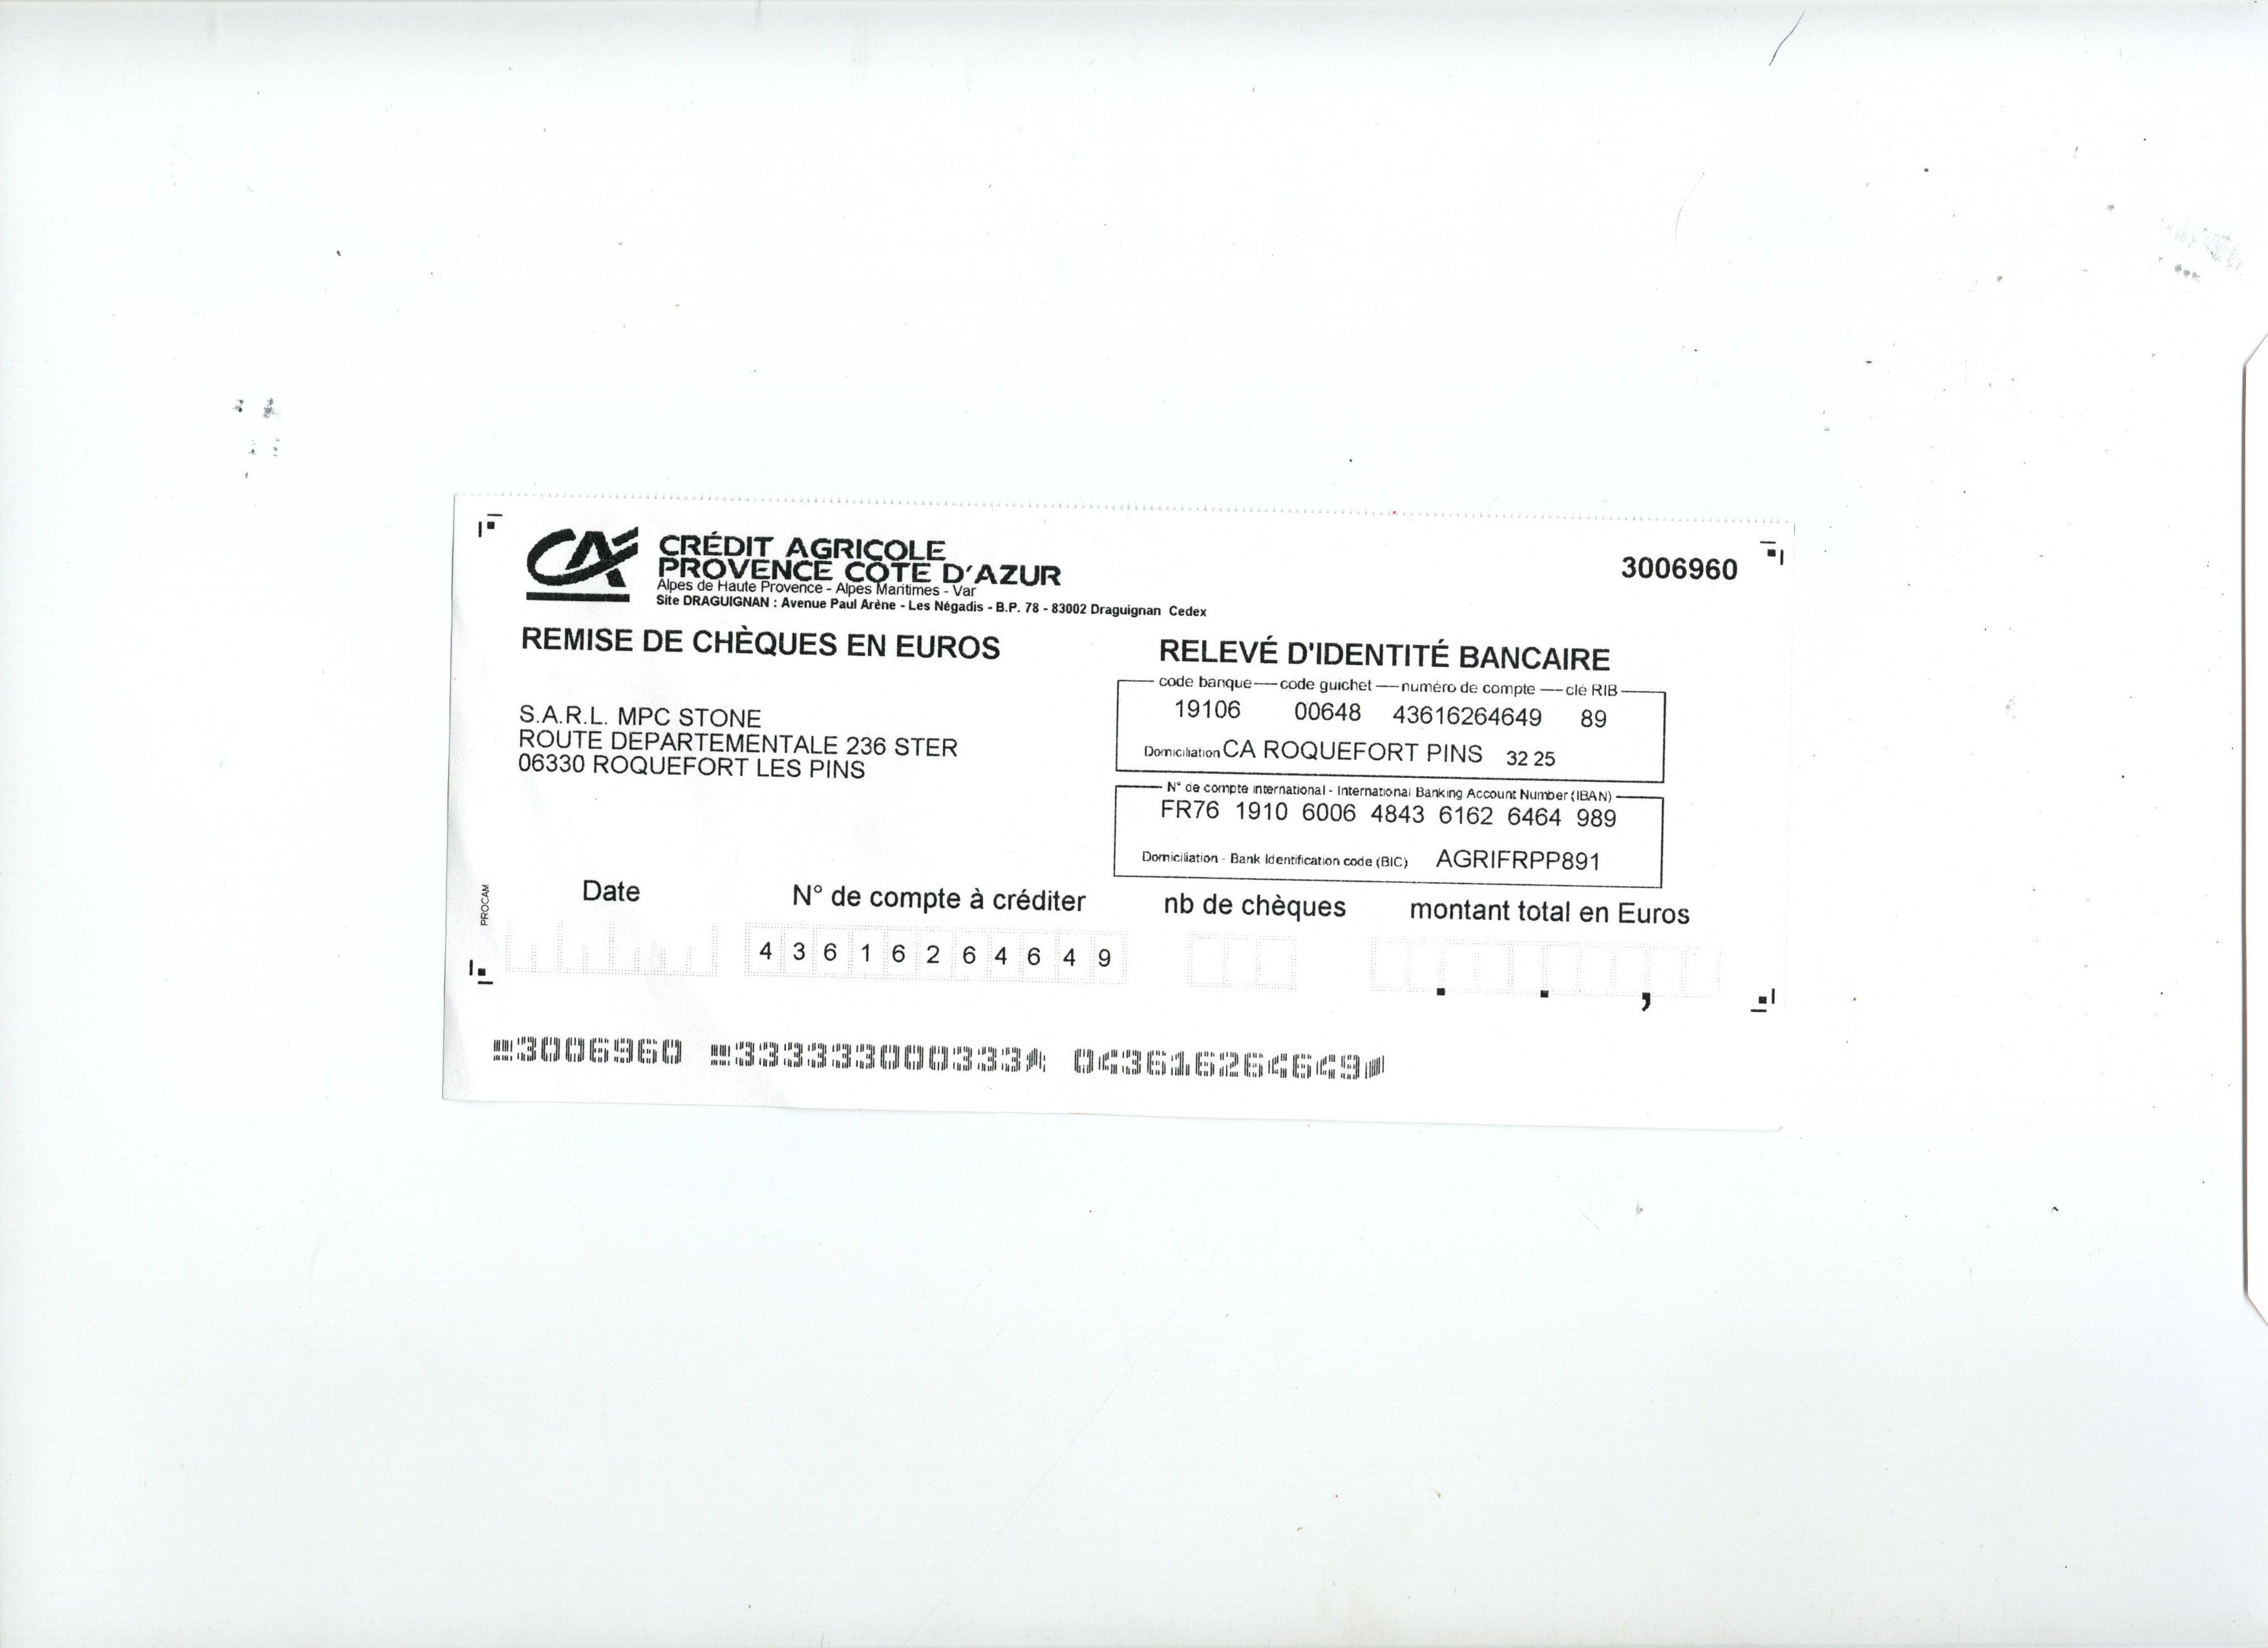 CRÉDIT AGRICOLE
PROVENCE CÔTE D'AZUR
Alpes de Haute Provence - Alpes Maritimes - Var
Site DRAGUIGNAN : Avenue Paul Arène - Les Négadis - B.P. 78 - 83002 Draguignan Cedex
3006960
REMISE DE CHÈQUES EN EUROS
S.A.R.L. MPC STONE
ROUTE DEPARTEMENTALE 236 STER
06330 ROQUEFORT LES PINS
RELEVÉ D'IDENTITÉ BANCAIRE
code banque code guichet numéro de compte clé RIB
19106 00648 43616264649 89
Domiciliation CA ROQUEFORT PINS 32 25
N° de compte international - International Banking Account Number (IBAN)
FR76 1910 6006 4843 6162 6464 989
Domiciliation - Bank Identification code (BIC) AGRIFRPP891
PROCAM
Date N° de compte à créditer nb de chèques montant total en Euros
4 3 6 1 6 2 6 4 6 4 9
. . ,
3006960 333333000333 043616264649